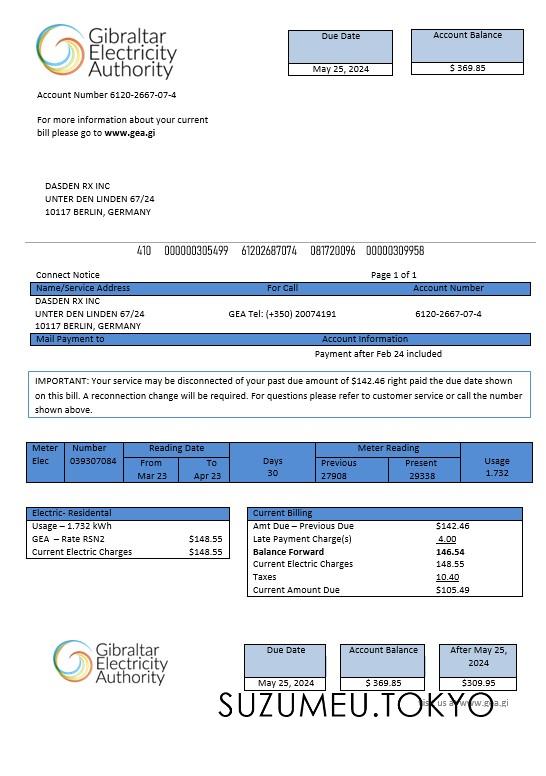 Gibraltar
Electricity
Authority
Due Date
May 25, 2024
Account Balance
$ 369.85
Account Number 6120-2667-07-4
For more information about your current
bill please go to www.gea.gi
DASDEN RX INC
UNTER DEN LINDEN 67/24
10117 BERLIN, GERMANY
410 000000305499 61202687074 081720096 00000309958
Connect Notice Page 1 of 1
Name/Service Address For Call Account Number
DASDEN RX INC
UNTER DEN LINDEN 67/24 GEA Tel: (+350) 20074191 6120-2667-07-4
10117 BERLIN, GERMANY
Mail Payment to Account Information
Payment after Feb 24 included
IMPORTANT: Your service may be disconnected of your past due amount of $142.46 right paid the due date shown
on this bill. A reconnection change will be required. For questions please refer to customer service or call the number
shown above.
Meter Number Reading Date Days Meter Reading Usage
Elec 039307084 From To 30 Previous Present 1.732
Mar 23 Apr 23 27908 29338
Electric- Residental
Usage – 1.732 kWh
GEA – Rate RSN2 $148.55
Current Electric Charges $148.55
Current Billing
Amt Due – Previous Due $142.46
Late Payment Charge(s) 4.00
Balance Forward 146.54
Current Electric Charges 148.55
Taxes 10.40
Current Amount Due $105.49
Gibraltar
Electricity
Authority
Due Date
May 25, 2024
Account Balance
$ 369.85
After May 25,
2024
$309.95
us at www.gea.gi
SUZUMEU.TOKYO